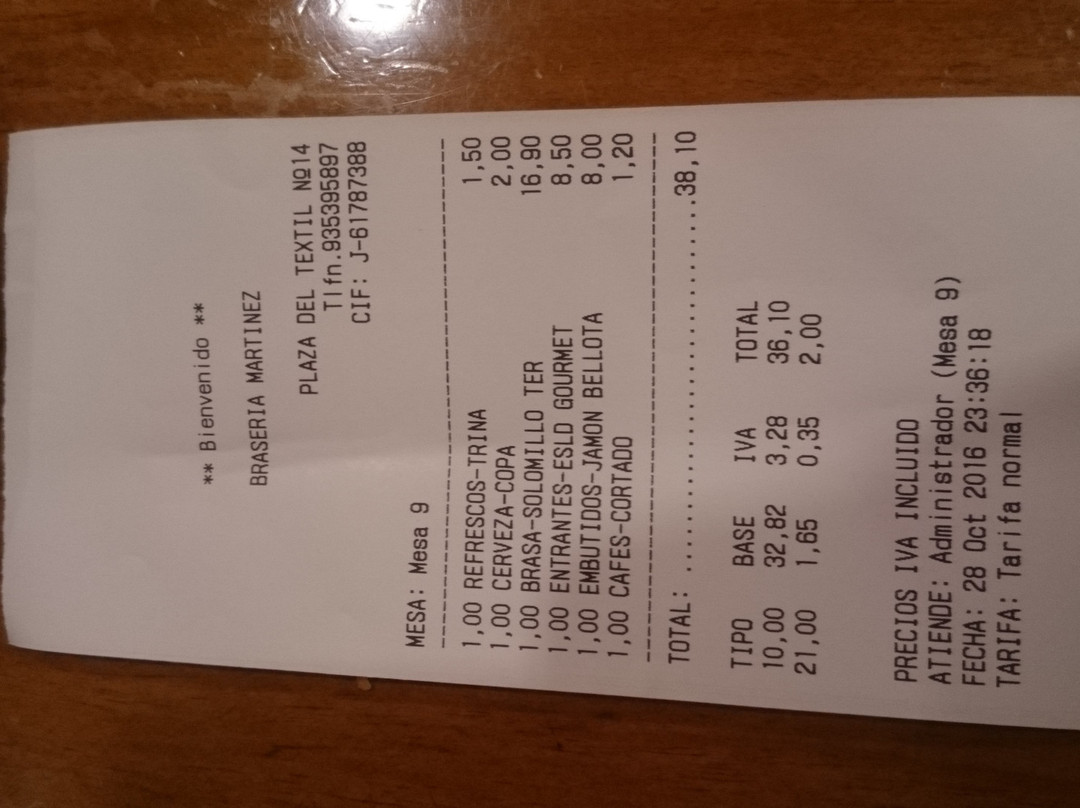 ** Bienvenido **
BRASERIA MARTINEZ
PLAZA DEL TEXTIL Nº14
Tlfn.935395897
CIF: J-61787388
MESA: Mesa 9
1,00 REFRESCOS-TRINA 1,50
1,00 CERVEZA-COPA 2,00
1,00 BRASA-SOLOMILLO TER 16,90
1,00 ENTRANTES-ESLD GOURMET 8,50
1,00 EMBUTIDOS-JAMON BELLOTA 8,00
1,00 CAFES-CORTADO 1,20
TOTAL: ................................38,10
TIPO BASE IVA TOTAL
10,00 32,82 3,28 36,10
21,00 1,65 0,35 2,00
PRECIOS IVA INCLUIDO
ATIENDE: Administrador (Mesa 9)
FECHA: 28 Oct 2016 23:36:18
TARIFA: Tarifa normal